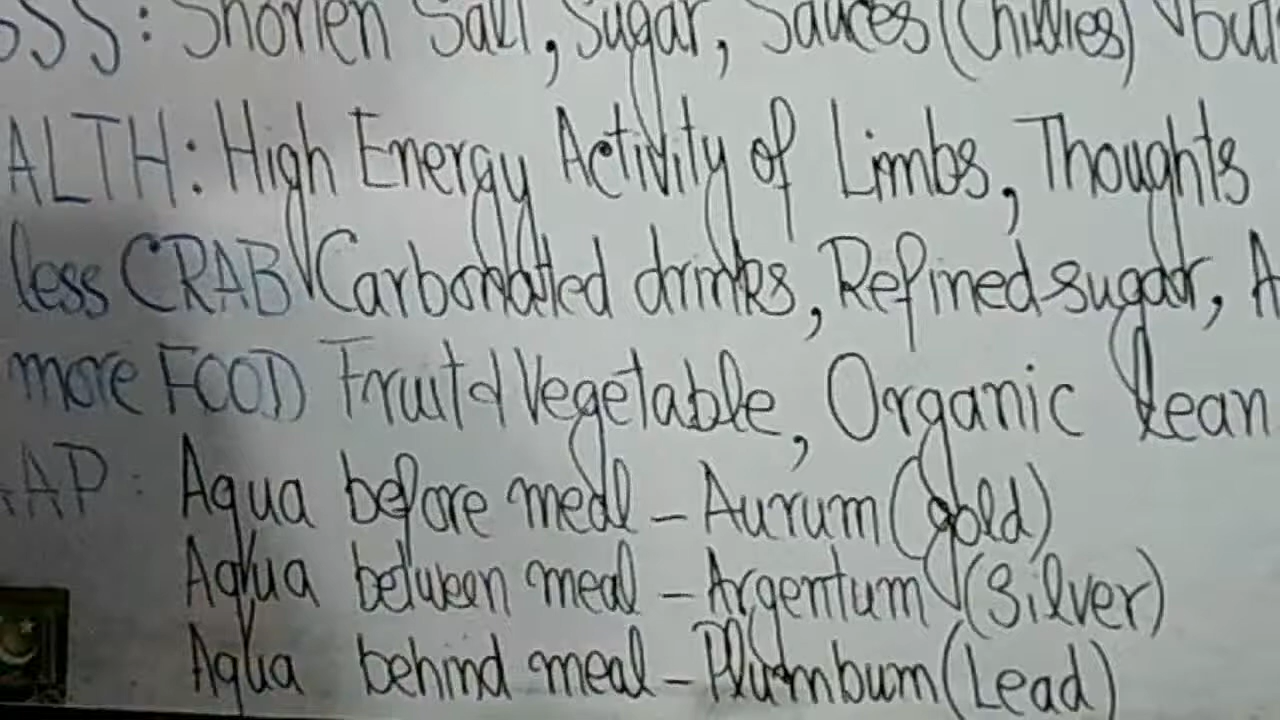 SSS: Shorten Salt, Sugar, Sauces (Chillies)
ALTH: High Energy Activity of Limbs, Thoughts
less CRAB Carbonated drinks, Refined sugar, A
more FOOD Fruit & Vegetable, Organic lean
AAP: Aqua before meal - Aurum (gold)
Aqua between meal - Argentum (Silver)
Aqua behind meal - Plumbum (Lead)